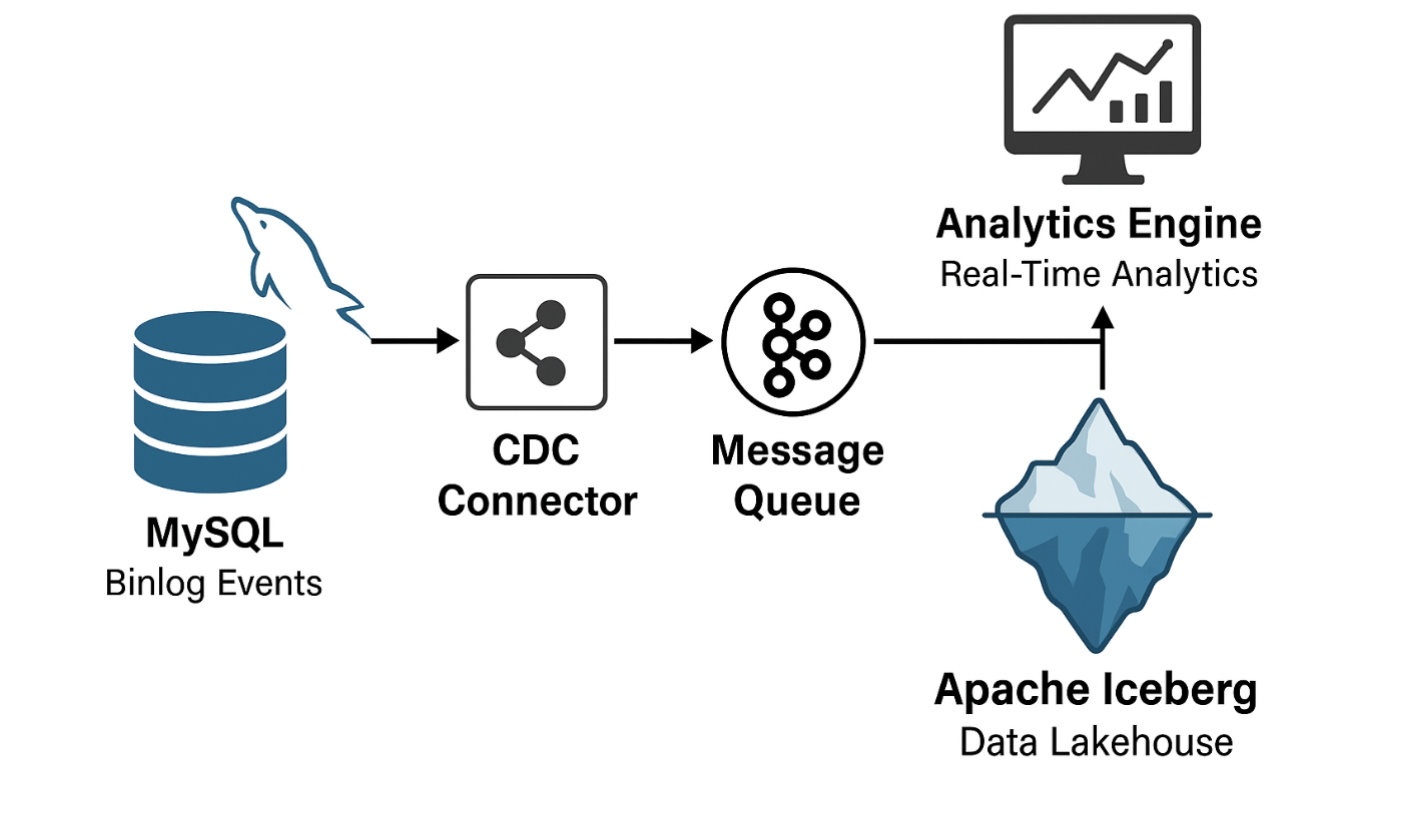 MySQL
Binlog Events
CDC
Connector
Message
Queue
Analytics Engine
Real-Time Analytics
Apache Iceberg
Data Lakehouse